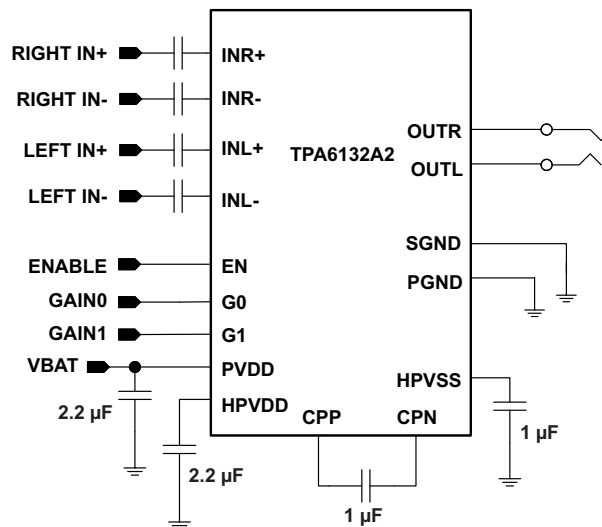 RIGHT IN+
INR+
RIGHT IN-
INR-
LEFT IN+
INL+
LEFT IN-
INL-
TPA6132A2
OUTR
OUTL
SGND
PGND
ENABLE
EN
GAIN0
G0
GAIN1
G1
VBAT
PVDD
HPVDD
HPVSS
CPP
CPN
2.2 µF
2.2 µF
1 µF
1 µF